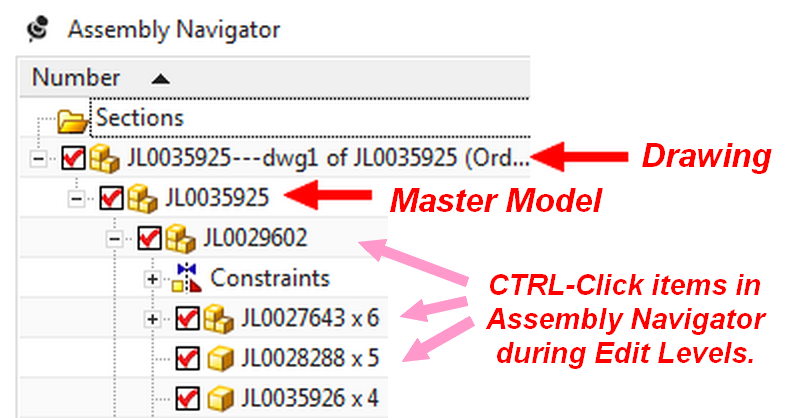 Assembly Navigator
Number
Sections
JL0035925---dwg1 of JL0035925 (Ord...
Drawing
JL0035925
Master Model
JL0029602
Constraints
CTRL-Click items in
Assembly Navigator
during Edit Levels.
JL0027643 x 6
JL0028288 x 5
JL0035926 x 4